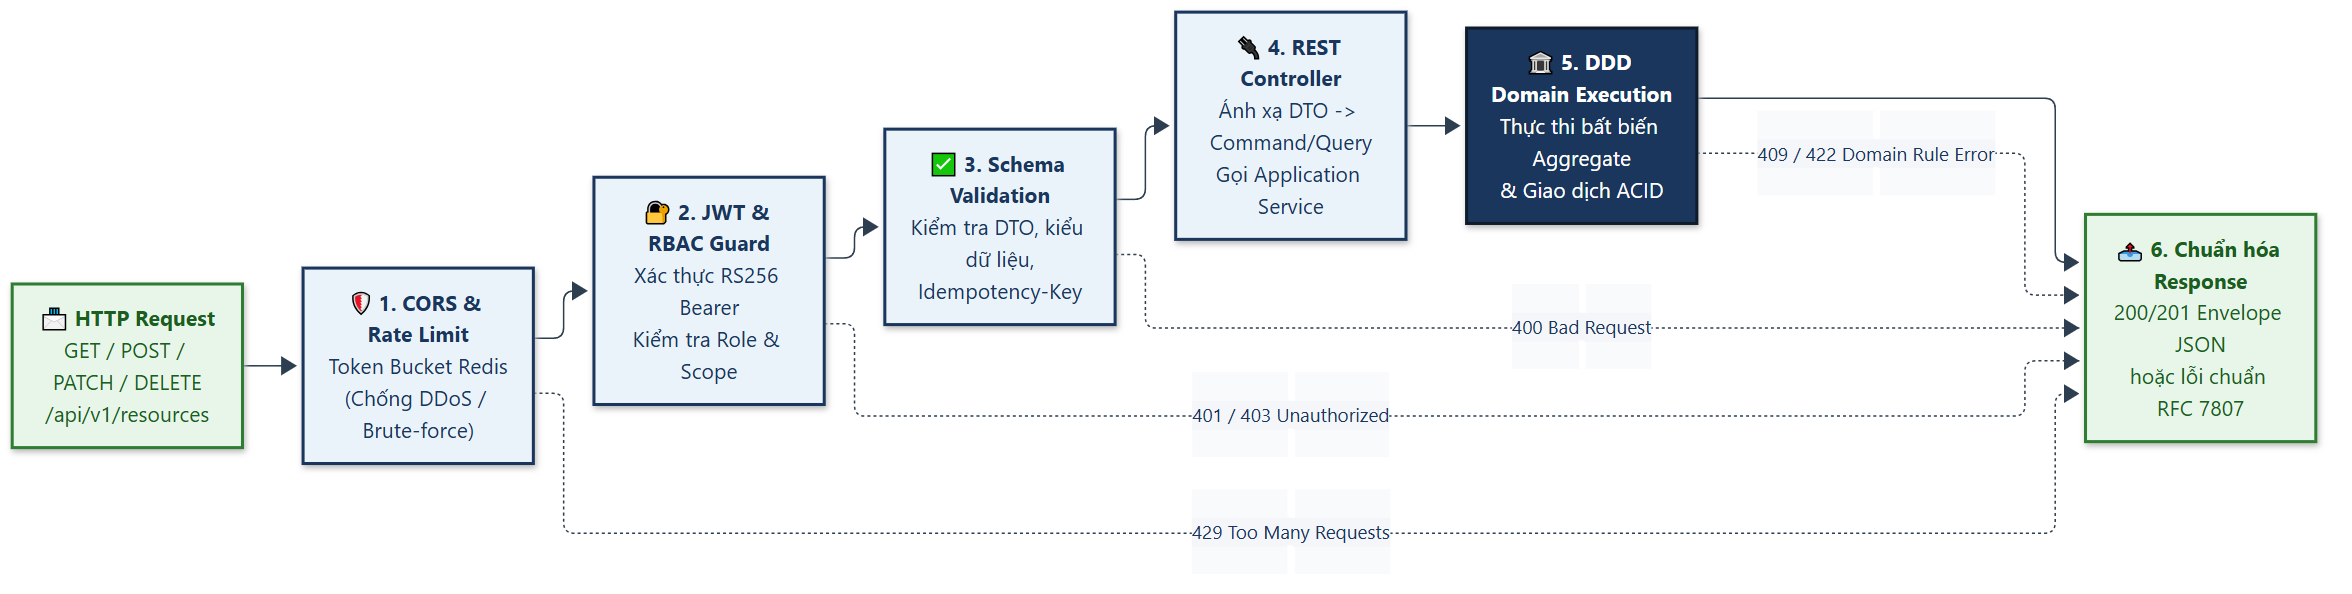 HTTP Request
GET / POST /
PATCH / DELETE
/api/v1/resources
1. CORS &
Rate Limit
Token Bucket Redis
(Chống DDoS /
Brute-force)
2. JWT &
RBAC Guard
Xác thực RS256
Bearer
Kiểm tra Role &
Scope
3. Schema
Validation
Kiểm tra DTO, kiểu
dữ liệu,
Idempotency-Key
4. REST
Controller
Ánh xạ DTO ->
Command/Query
Gọi Application
Service
5. DDD
Domain Execution
Thực thi bất biến
Aggregate
& Giao dịch ACID
409 / 422 Domain Rule Error
400 Bad Request
401 / 403 Unauthorized
429 Too Many Requests
6. Chuẩn hóa
Response
200/201 Envelope
JSON
hoặc lỗi chuẩn
RFC 7807